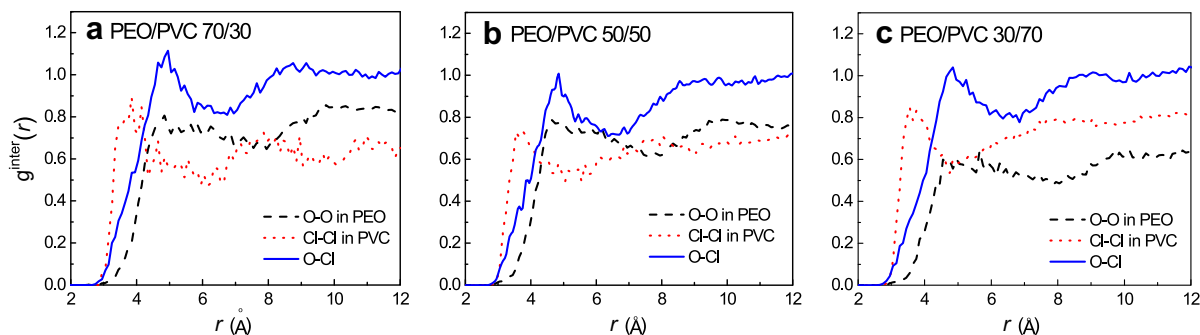 a PEO/PVC 70/30
g^inter(r)
1.2
1.0
0.8
0.6
0.4
0.2
0.0
O-O in PEO
Cl-Cl in PVC
O-Cl
2 4 6 8 10 12
r (Å)
b PEO/PVC 50/50
1.2
1.0
0.8
0.6
0.4
0.2
0.0
O-O in PEO
Cl-Cl in PVC
O-Cl
2 4 6 8 10 12
r (Å)
c PEO/PVC 30/70
1.2
1.0
0.8
0.6
0.4
0.2
0.0
O-O in PEO
Cl-Cl in PVC
O-Cl
2 4 6 8 10 12
r (Å)